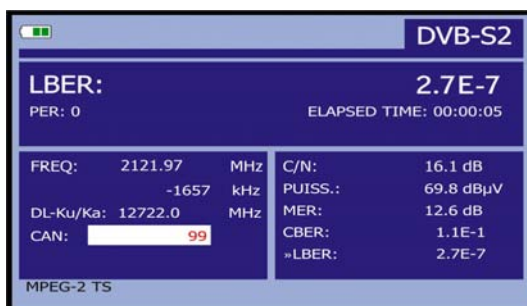 DVB-S2
LBER: 2.7E-7
PER: 0 ELAPSED TIME: 00:00:05
FREQ: 2121.97 MHz
-1657 kHz
DL-Ku/Ka: 12722.0 MHz
CAN: 99
C/N: 16.1 dB
PUISS.: 69.8 dBµV
MER: 12.6 dB
CBER: 1.1E-1
»LBER: 2.7E-7
MPEG-2 TS